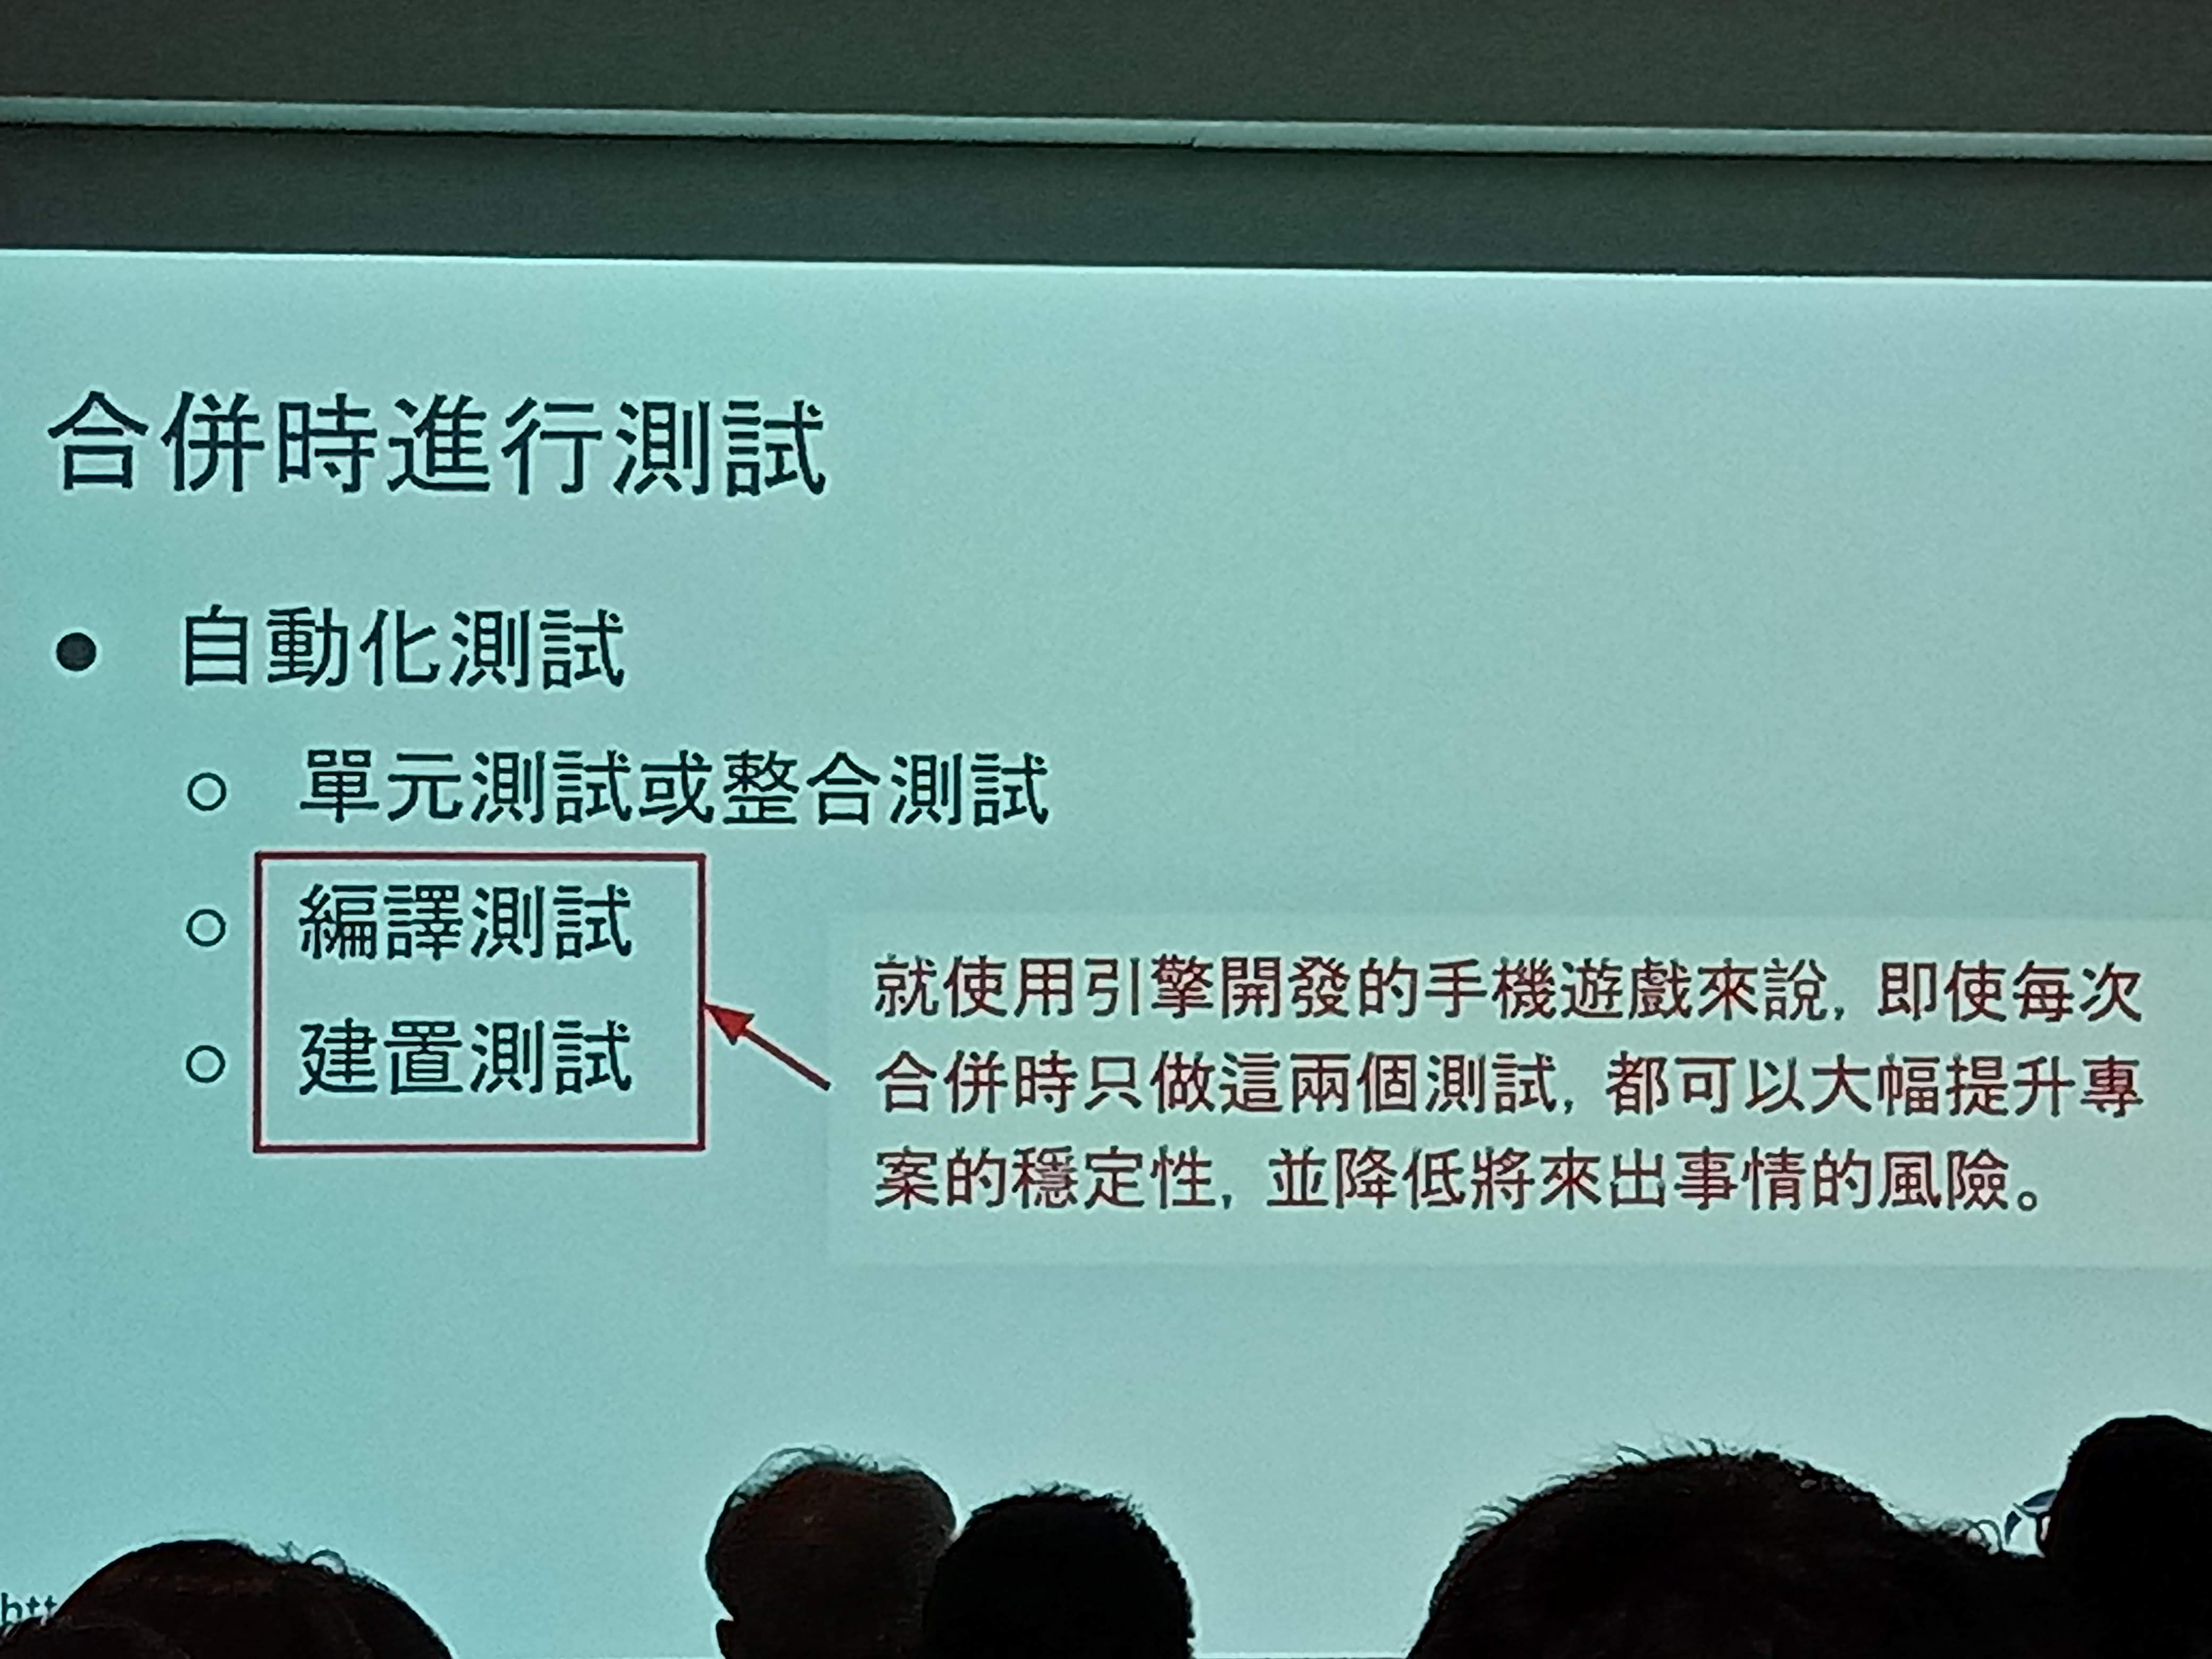 合併時進行測試
● 自動化測試
○ 單元測試或整合測試
○ 編譯測試
○ 建置測試
就使用引擎開發的手機遊戲來說, 即使每次
合併時只做這兩個測試, 都可以大幅提升專
案的穩定性, 並降低將來出事情的風險。
htt